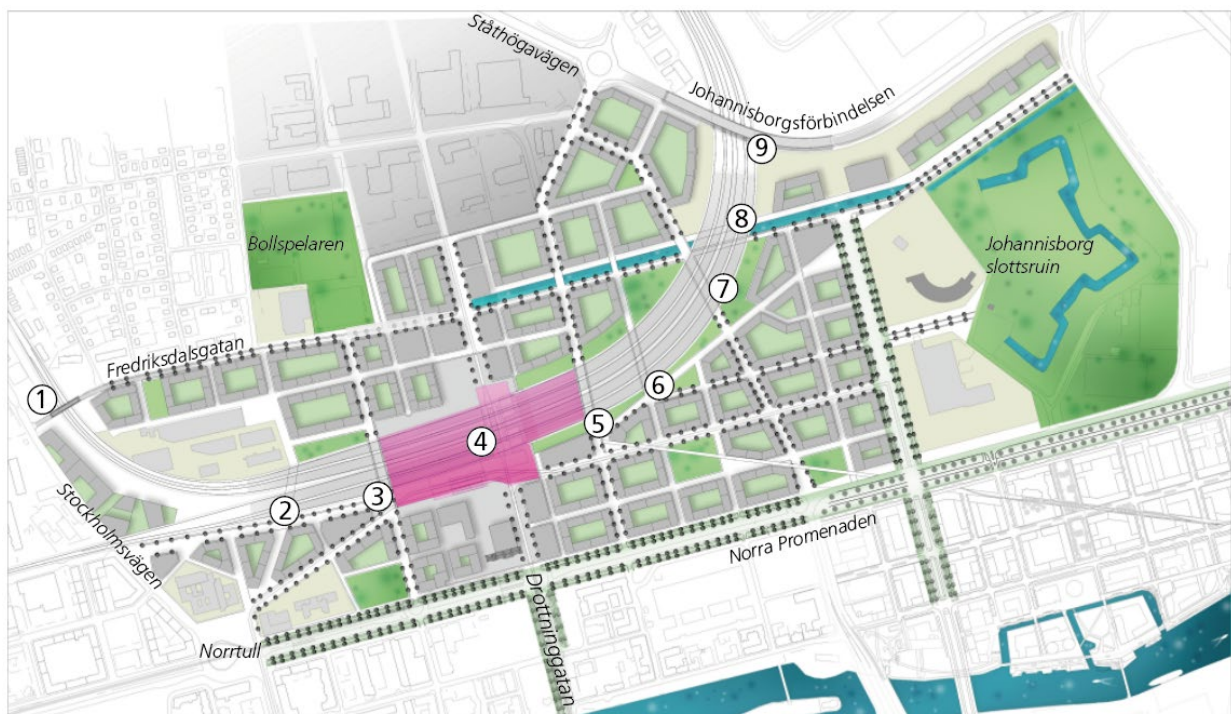 Ståthögavägen
Johannisborgsförbindelsen
9
8
Bollspelaren
Johannisborg
slottsruin
7
Fredriksdalsgatan
6
1
5
4
3
2
Stockholmsvägen
Norra Promenaden
Drottninggatan
Norrtull